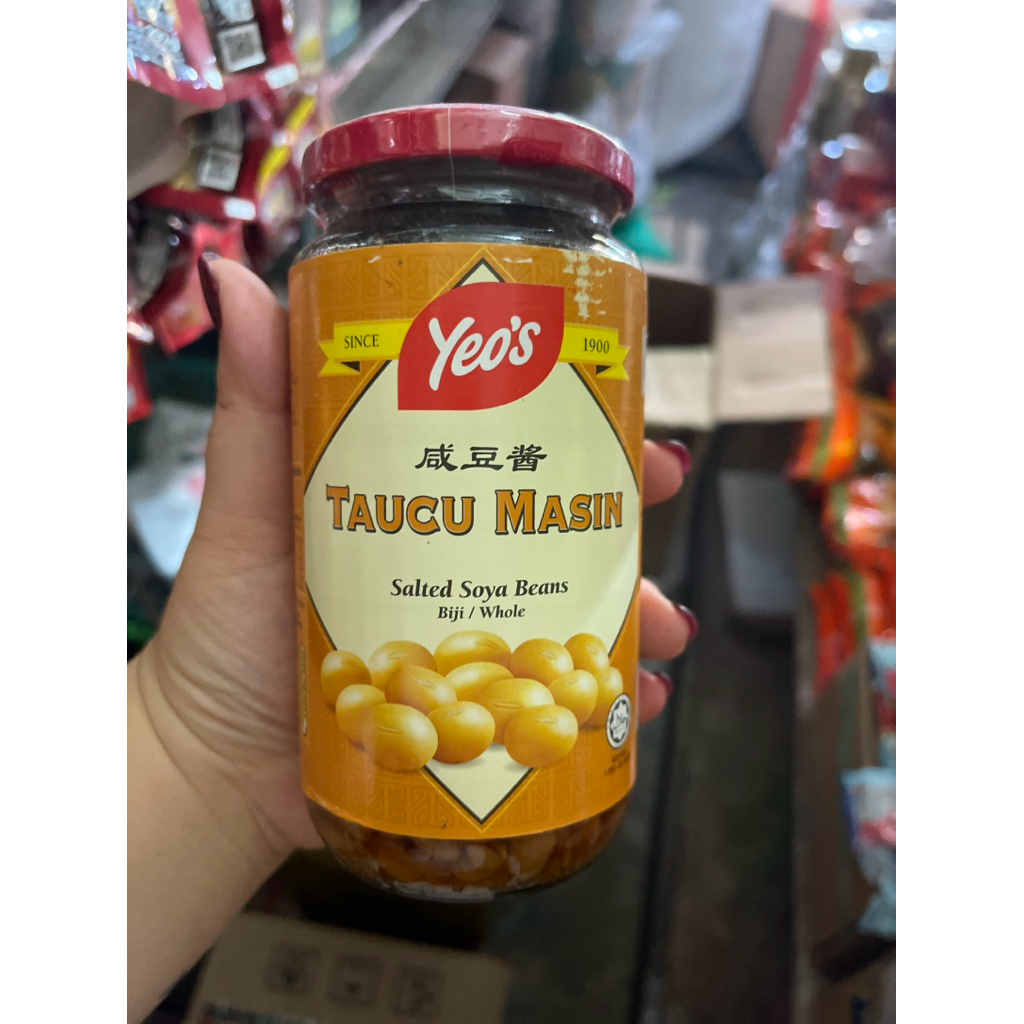 SINCE
Yeo's
1900
咸豆酱
TAUCU MASIN
Salted Soya Beans
Biji / Whole